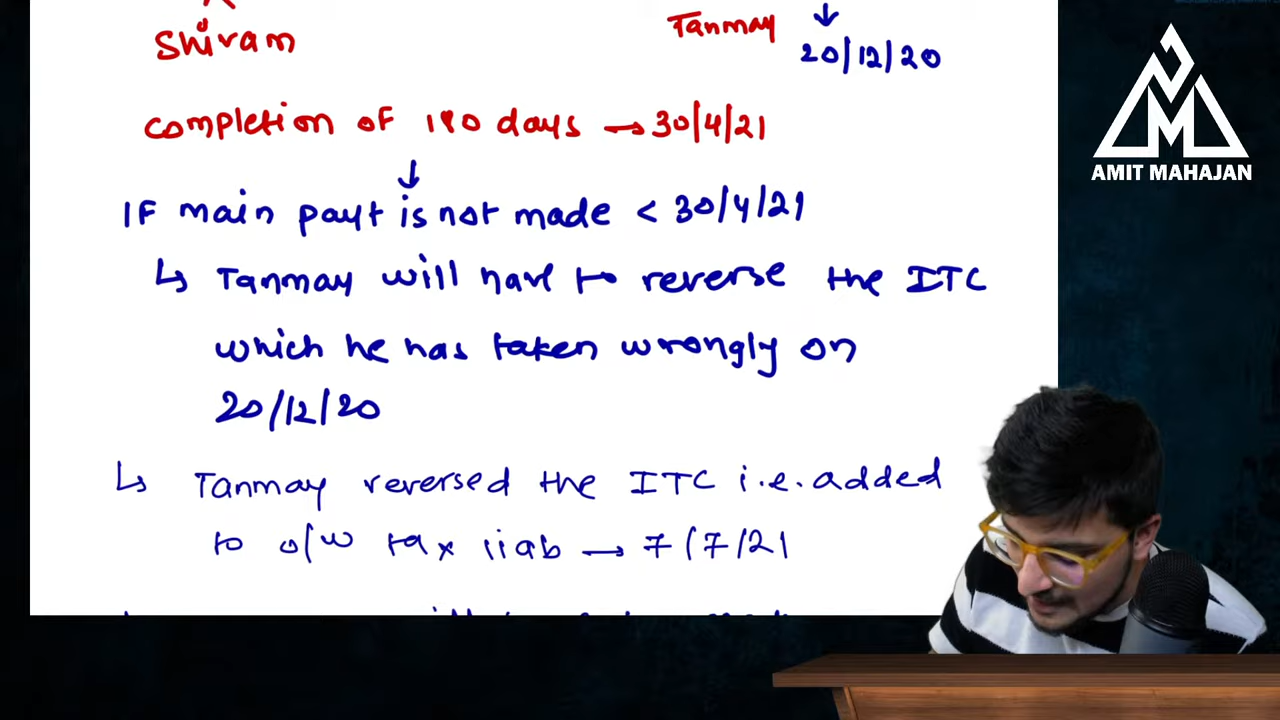 Shivam
Tanmay
20/12/20
completion of 180 days → 30/4/21
IF main payt is not made < 30/4/21
↳ Tanmay will have to reverse the ITC
which he has taken wrongly on
20/12/20
↳ Tanmay reversed the ITC i.e. added
to o/w tax liab → 7/7/21
AMIT MAHAJAN